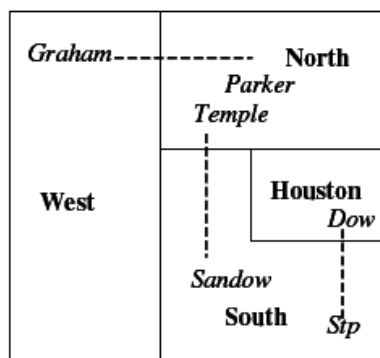 Graham
North
Parker
Temple
West
Houston
Dow
Sandow
South
Stp